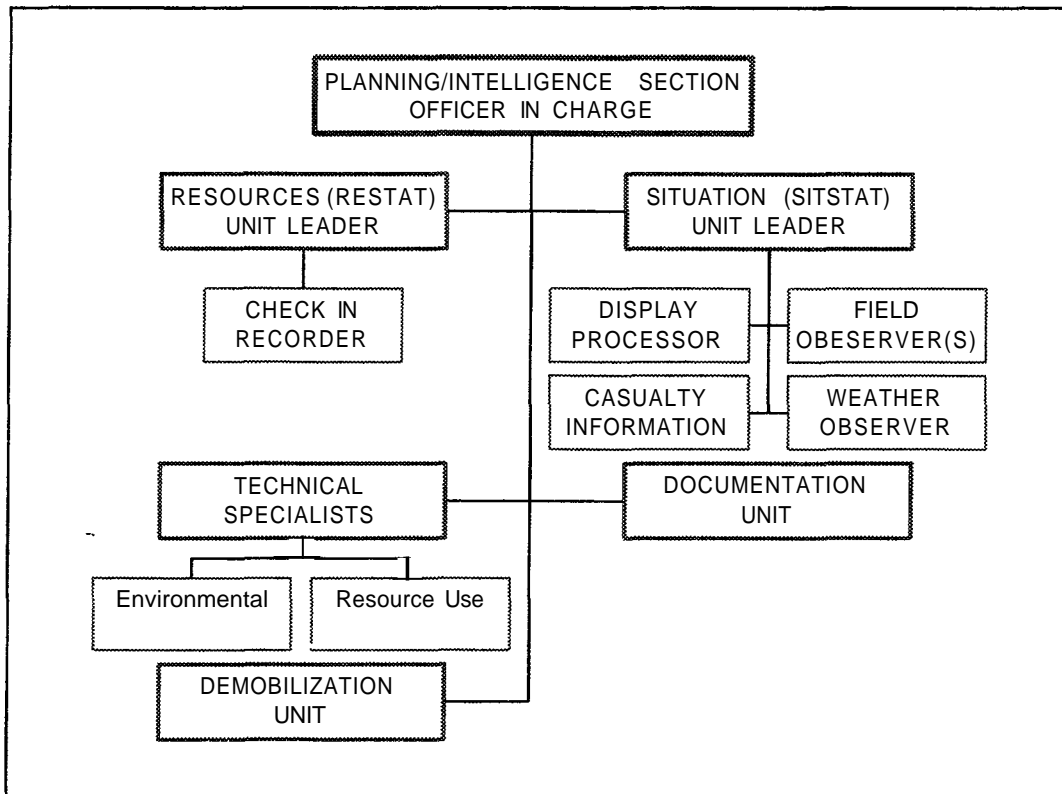 PLANNING/INTELLIGENCE SECTION
OFFICER IN CHARGE
RESOURCES (RESTAT)
UNIT LEADER
SITUATION (SITSTAT)
UNIT LEADER
CHECK IN
RECORDER
DISPLAY
PROCESSOR
FIELD
OBESERVER(S)
CASUALTY
INFORMATION
WEATHER
OBSERVER
TECHNICAL
SPECIALISTS
DOCUMENTATION
UNIT
Environmental
Resource Use
DEMOBILIZATION
UNIT